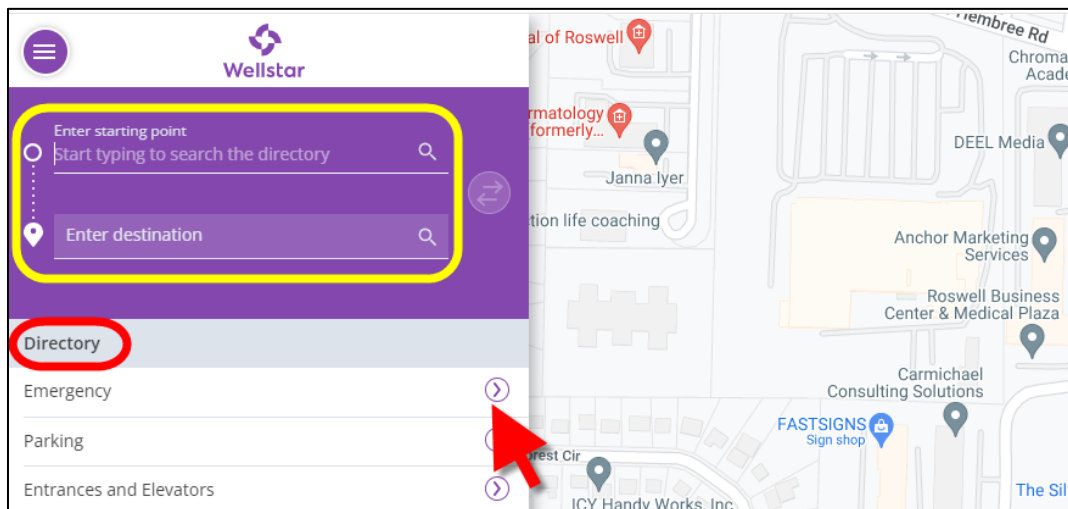 Wellstar
Enter starting point
Start typing to search the directory
Enter destination
Directory
Emergency
Parking
Entrances and Elevators
al of Roswell
Hembree Rd
Chroma
Acade
rmatology
formerly...
DEEL Media
Janna Iyer
tion life coaching
Anchor Marketing
Services
Roswell Business
Center & Medical Plaza
Carmichael
Consulting Solutions
FASTSIGNS
Sign shop
rest Cir
ICY Handy Works, Inc
The Sil